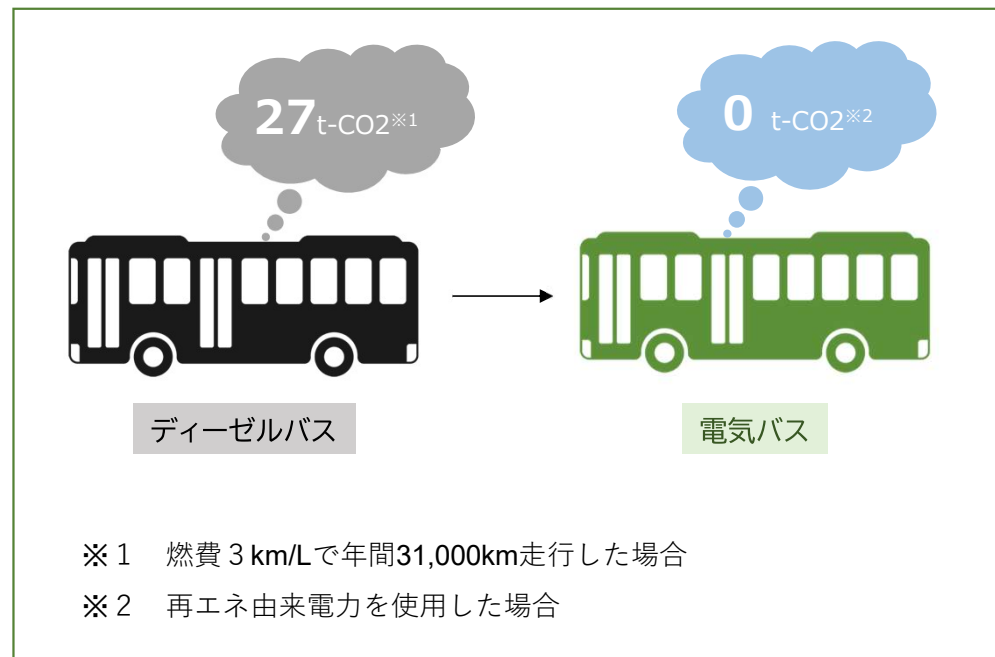 27t-CO2※1
0 t-CO2※2
ディーゼルバス
電気バス
※１　燃費３km/Lで年間31,000km走行した場合
※２　再エネ由来電力を使用した場合